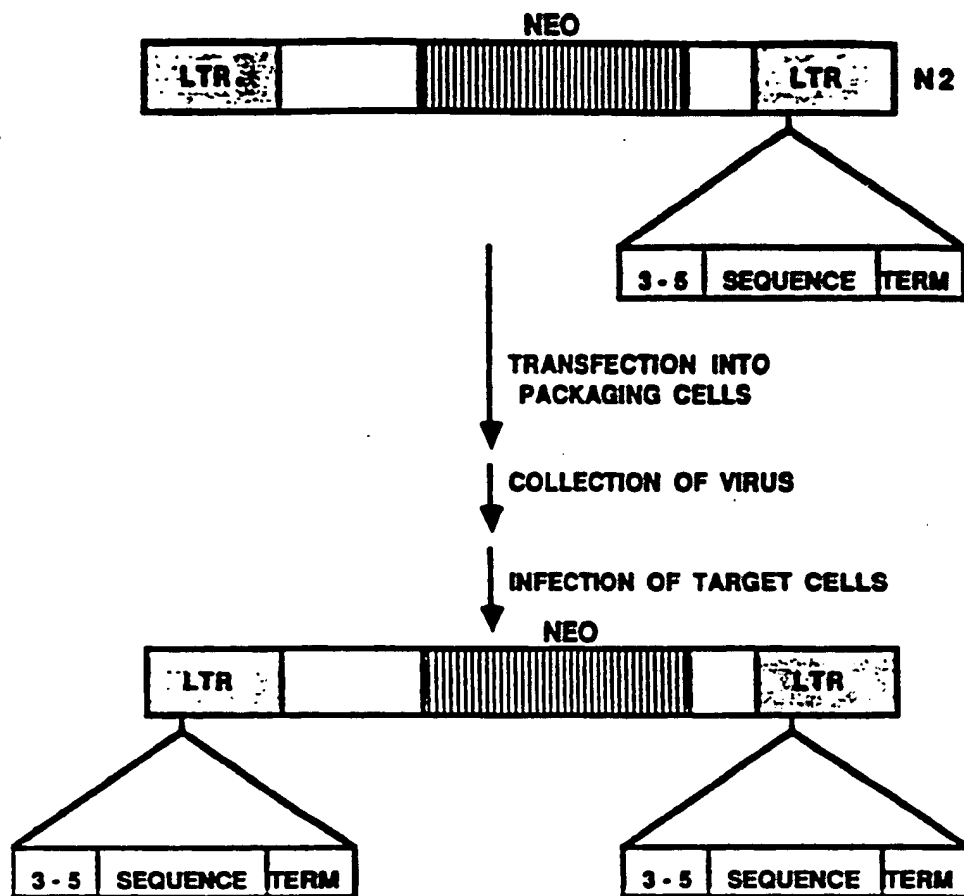 NEO
LTR LTR N2
3 - 5 SEQUENCE TERM
TRANSFECTION INTO
PACKAGING CELLS
COLLECTION OF VIRUS
INFECTION OF TARGET CELLS
NEO
LTR LTR
3 - 5 SEQUENCE TERM 3 - 5 SEQUENCE TERM